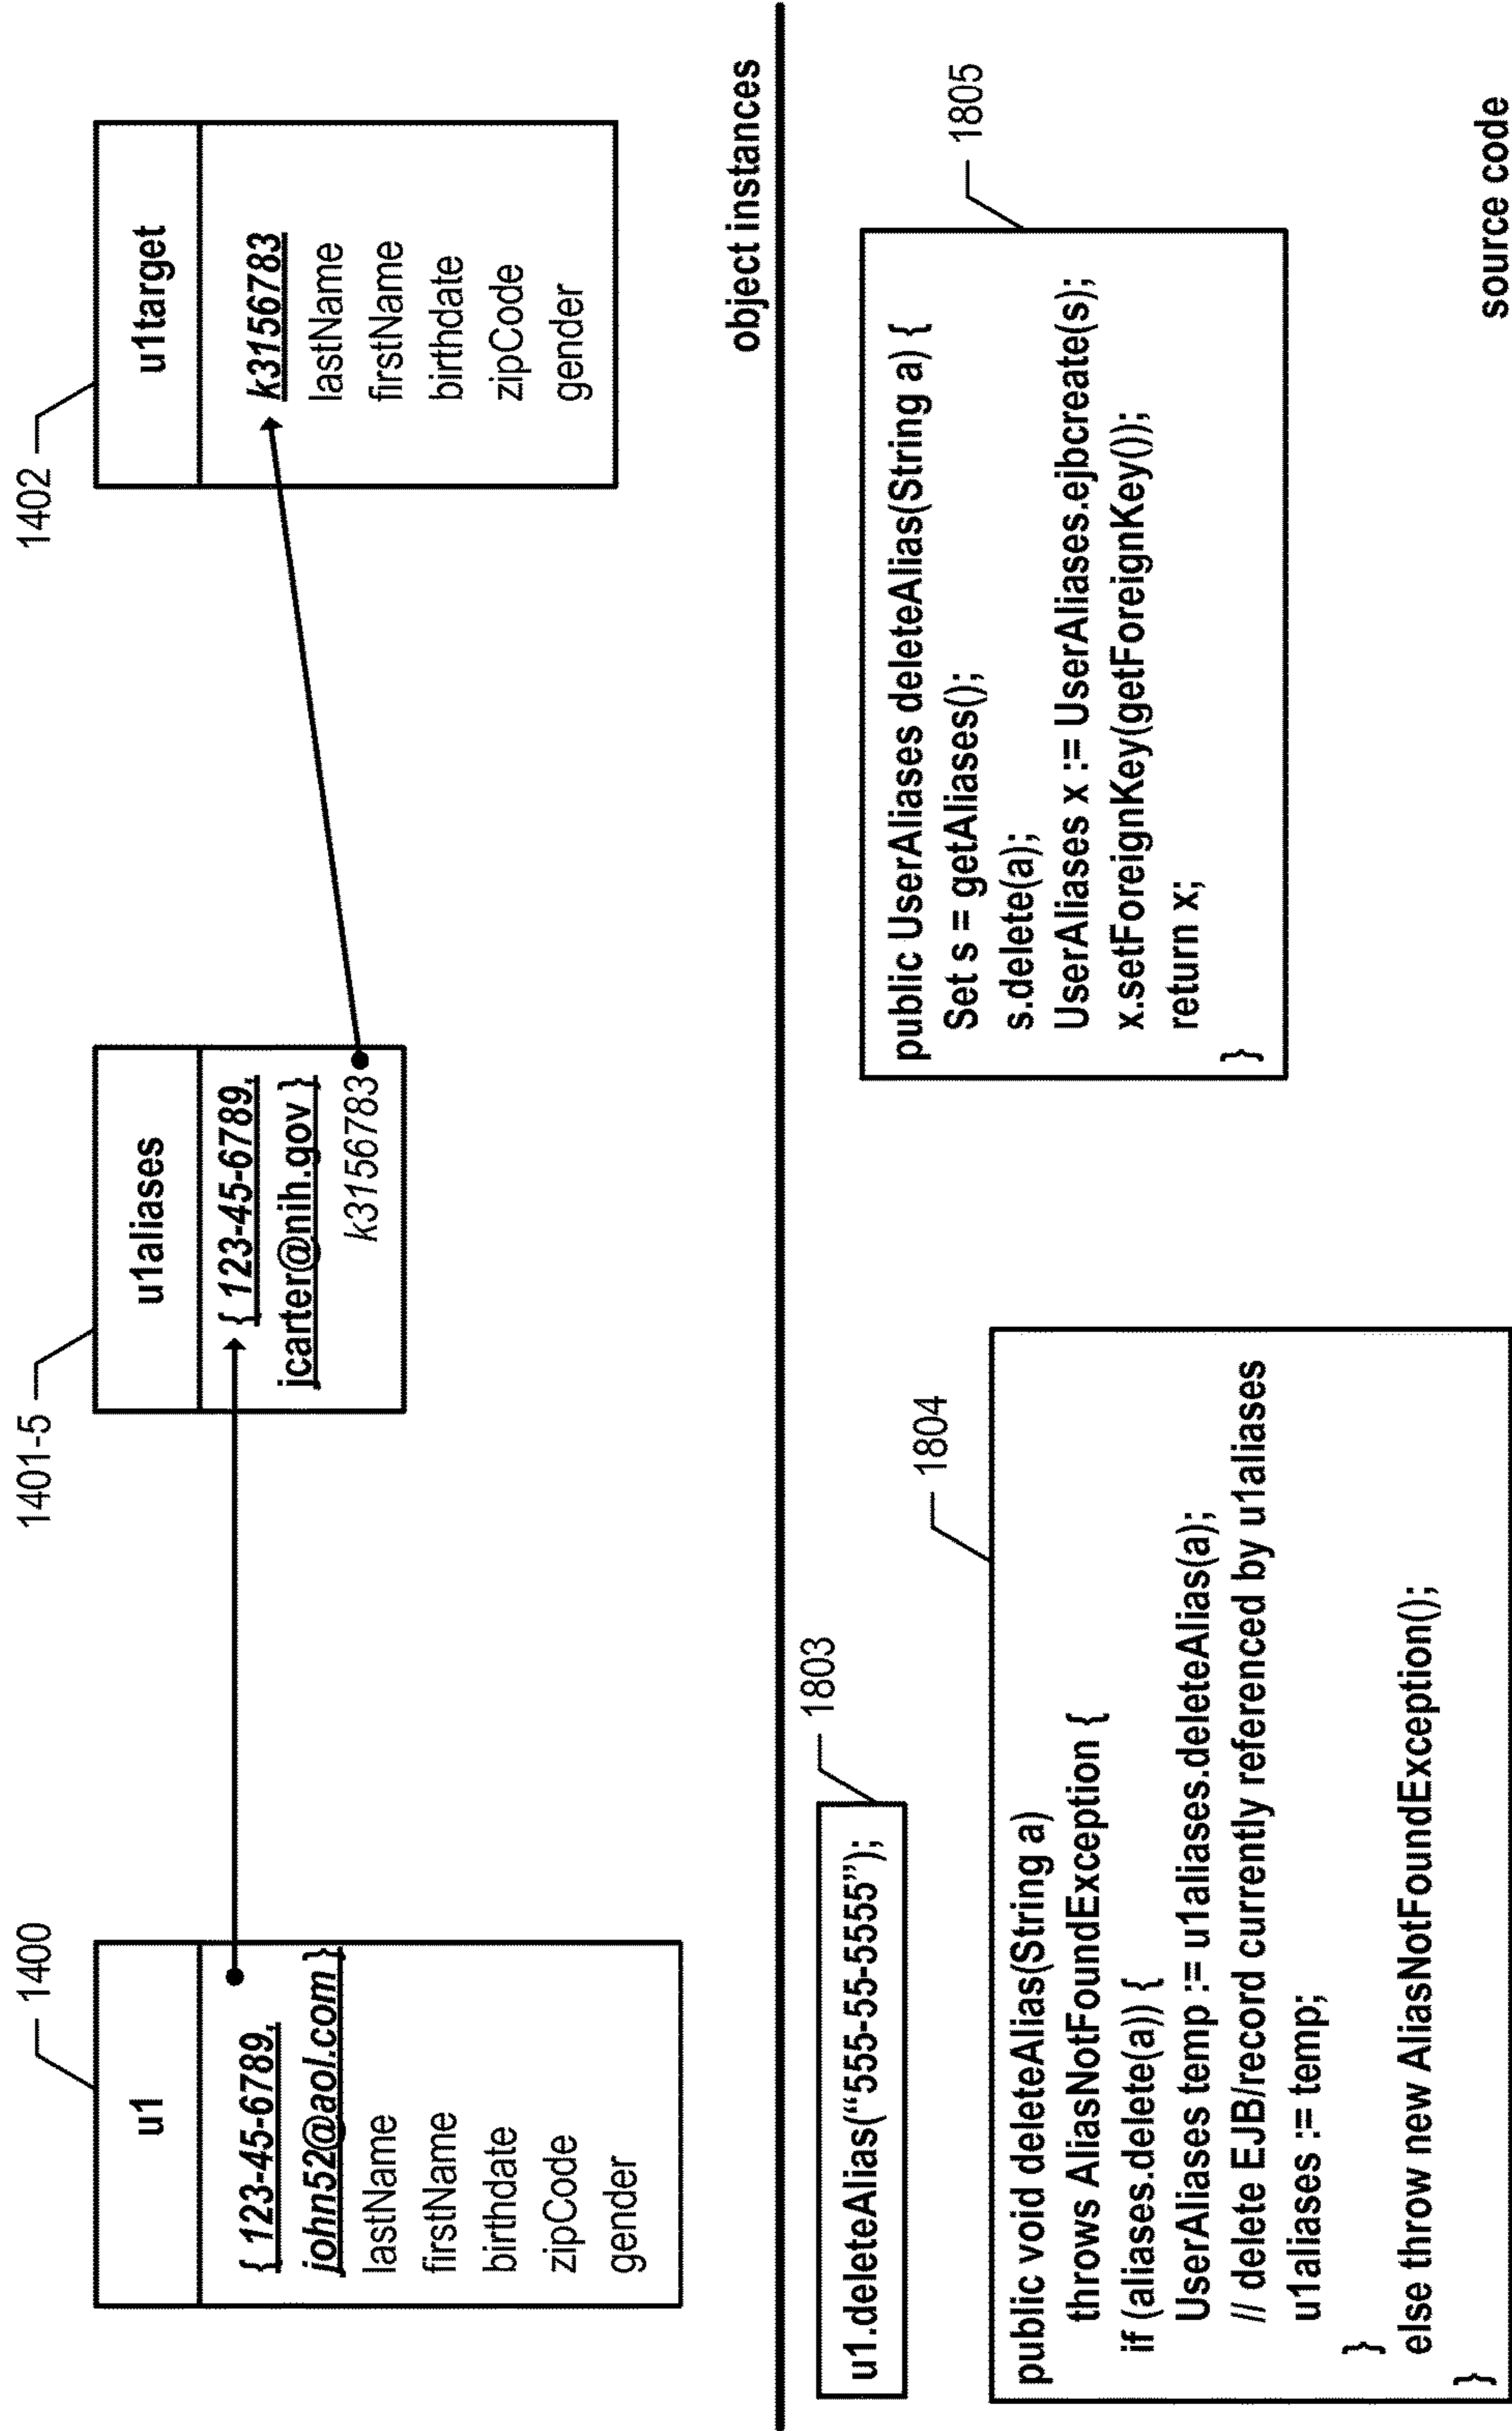 1400
u1
{ 123-45-6789,
john52@aol.com }
lastName
firstName
birthdate
zipCode
gender
1401-5
u1aliases
{ 123-45-6789,
jcarter@nih.gov }
k3156783
1402
u1target
k3156783
lastName
firstName
birthdate
zipCode
gender
object instances
1803
u1.deleteAlias(“555-55-5555”);
1804
public void deleteAlias(String a)
throws AliasNotFoundException {
if (aliases.delete(a)) {
UserAliases temp := u1aliases.deleteAlias(a);
// delete EJB/record currently referenced by u1aliases
u1aliases := temp;
}
else throw new AliasNotFoundException();
}
1805
public UserAliases deleteAlias(String a) {
Set s = getAliases();
s.delete(a);
UserAliases x := UserAliases.ejbcreate(s);
x.setForeignKey(getForeignKey());
return x;
}
source code